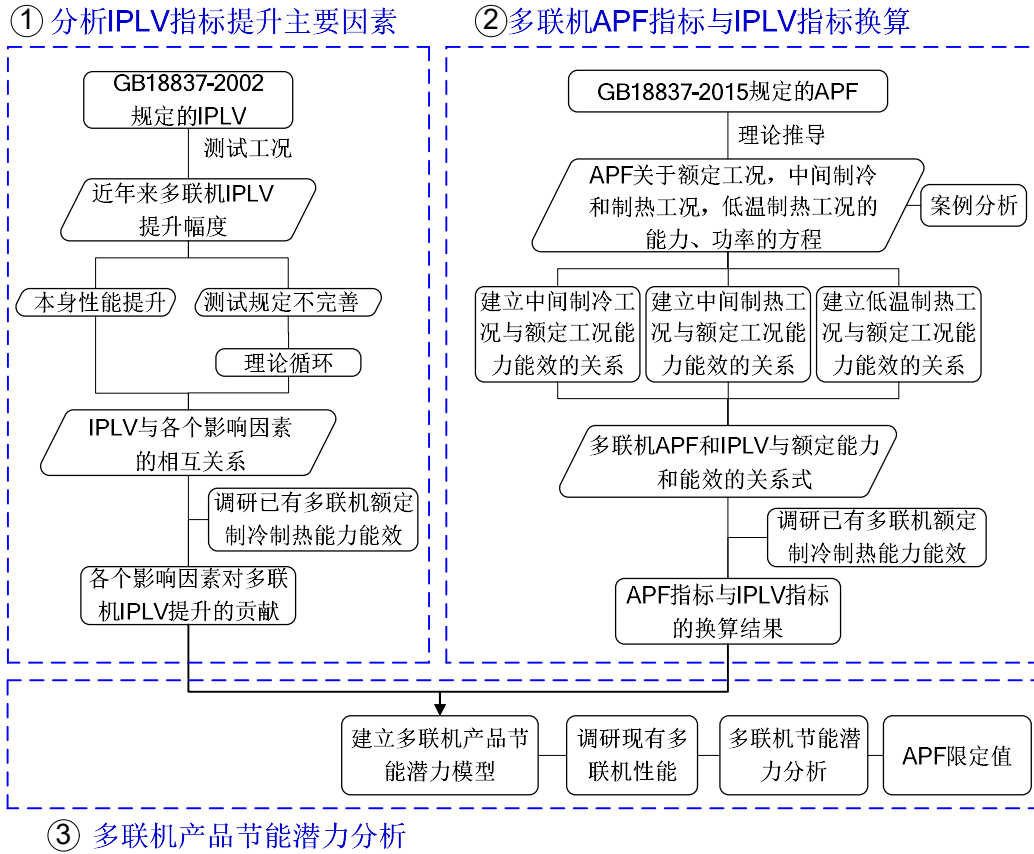 ① 分析IPLV指标提升主要因素
GB18837-2002
规定的IPLV
测试工况
近年来多联机IPLV
提升幅度
本身性能提升
测试规定不完善
理论循环
IPLV与各个影响因素
的相互关系
调研已有多联机额定
制冷制热能力能效
各个影响因素对多联
机IPLV提升的贡献
②多联机APF指标与IPLV指标换算
GB18837-2015规定的APF
理论推导
APF关于额定工况，中间制冷
和制热工况，低温制热工况的
能力、功率的方程
案例分析
建立中间制冷工
况与额定工况能
力能效的关系
建立中间制热工
况与额定工况能
力能效的关系
建立低温制热工
况与额定工况能
力能效的关系
多联机APF和IPLV与额定能力
和能效的关系式
调研已有多联机额定
制冷制热能力能效
APF指标与IPLV指标
的换算结果
建立多联机产品节
能潜力模型
调研现有多
联机性能
多联机节能潜
力分析
APF限定值
③ 多联机产品节能潜力分析